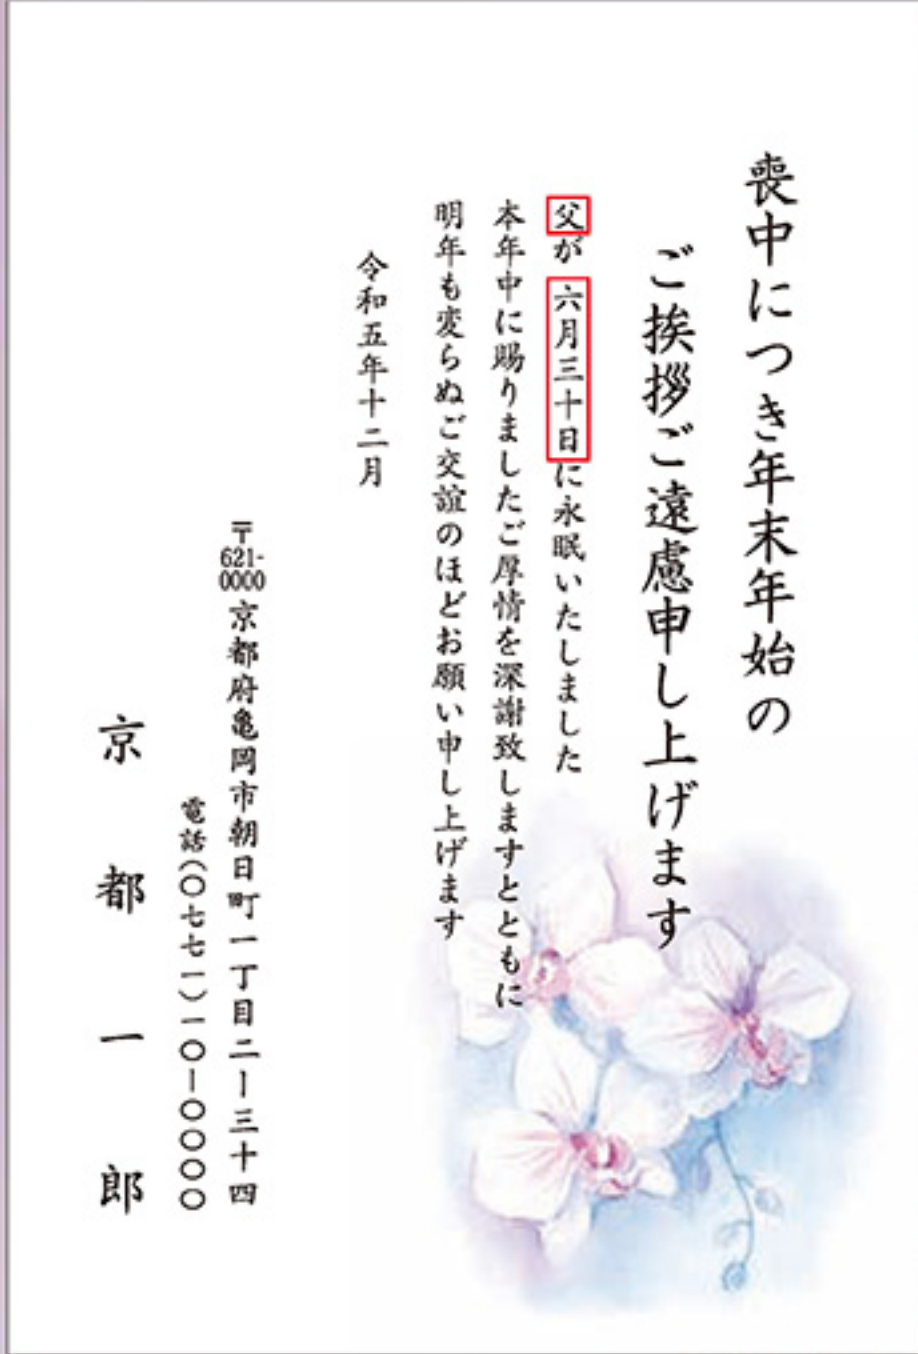 喪中につき年末年始の
ご挨拶ご遠慮申し上げます
父が 六月三十日に永眠いたしました
本年中に賜りましたご厚情を深謝致しますとともに
明年も変らぬご交誼のほどお願い申し上げます
令和五年十二月
〒621-0000 京都府亀岡市朝日町一丁目二ー三十四
電話(〇七七一)一〇ー〇〇〇〇
京都一郎